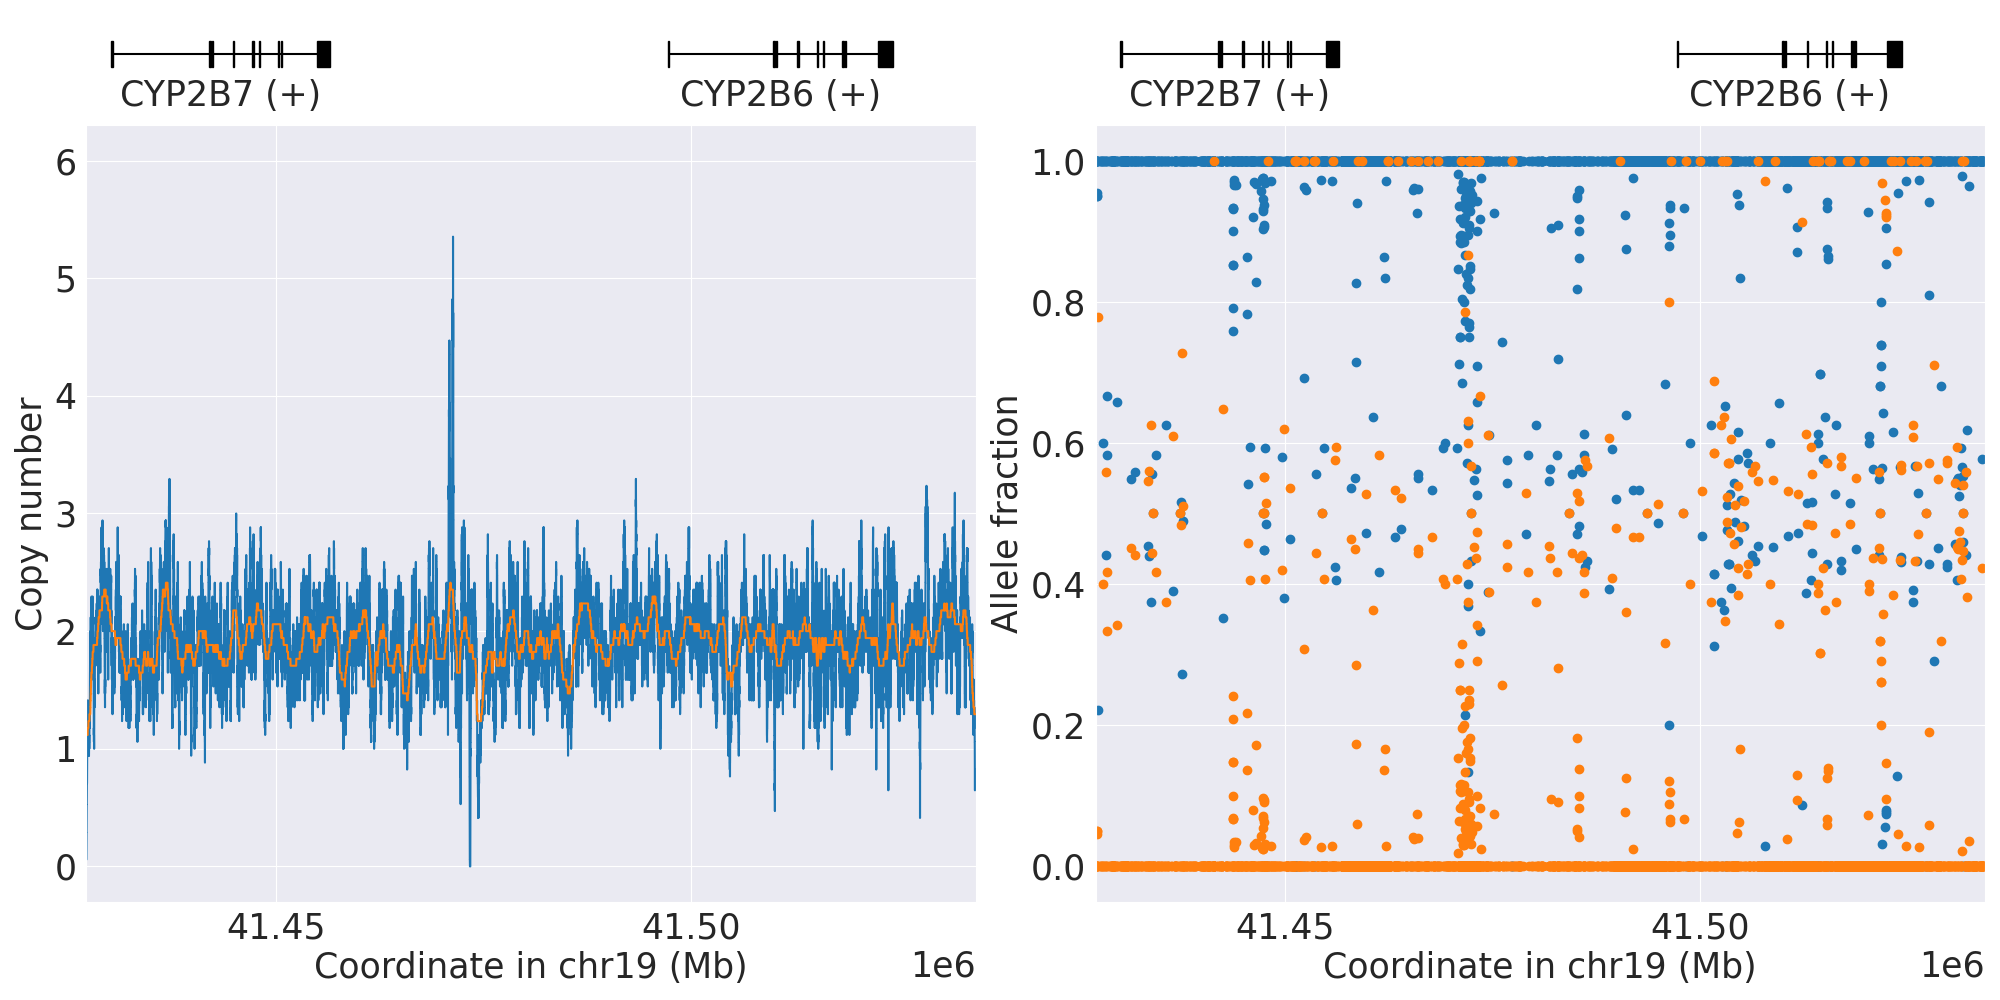 CYP2B7 (+)
CYP2B6 (+)
CYP2B7 (+)
CYP2B6 (+)
6
5
4
3
2
1
0
Copy number
41.45
41.50
Coordinate in chr19 (Mb)
1e6
1.0
0.8
0.6
0.4
0.2
0.0
Allele fraction
41.45
41.50
Coordinate in chr19 (Mb)
1e6